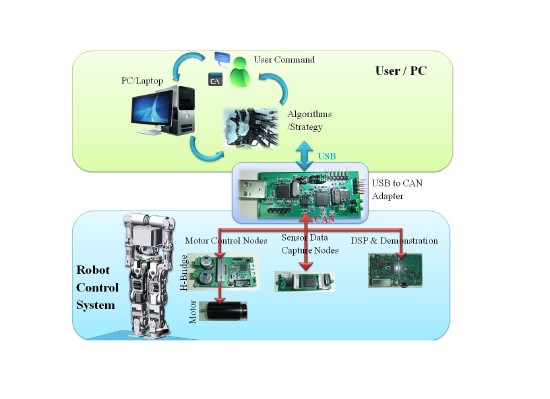 User Command
User / PC
PC/Laptop
Algorithms
/Strategy
USB
USB to CAN
Adapter
CAN
Motor Control Nodes
Sensor Data
Capture Nodes
DSP & Demonstration
H-Bridge
Robot
Control
System
Motor